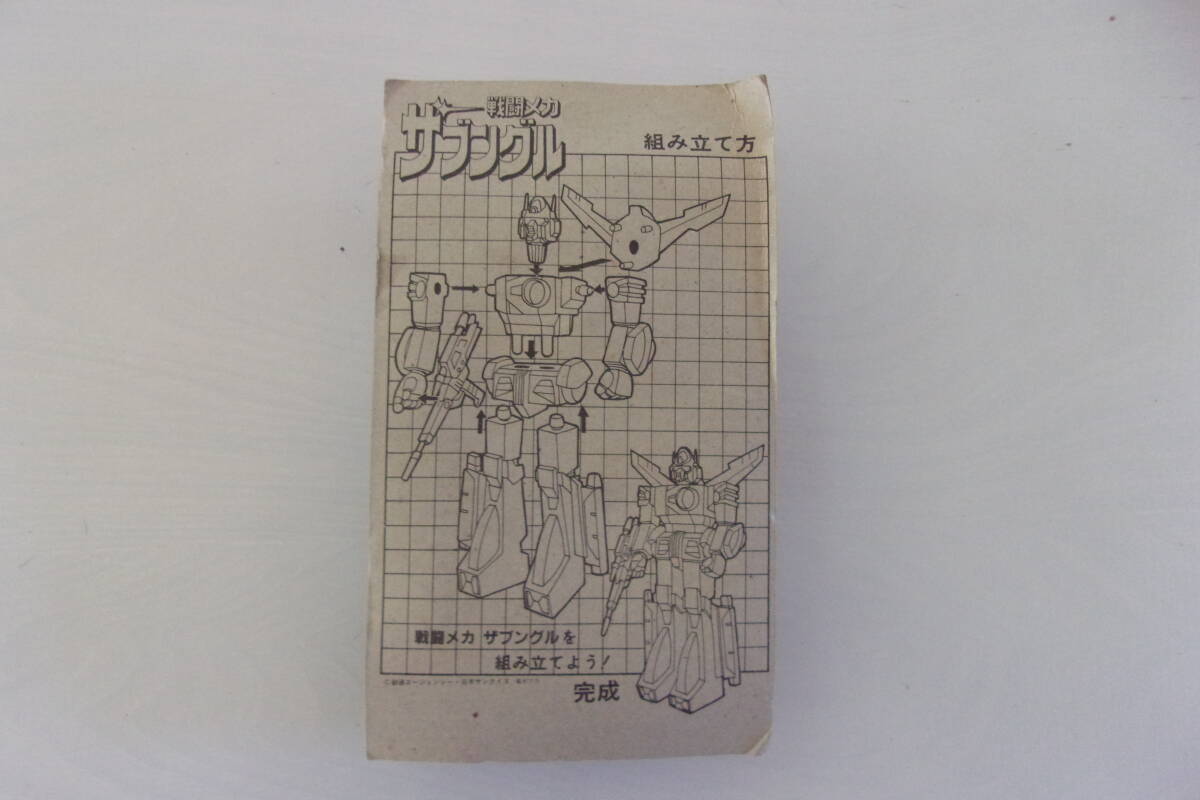 戦闘メカ
ザブングル
組み立て方
戦闘メカ ザブングルを
組み立てよう!
完成